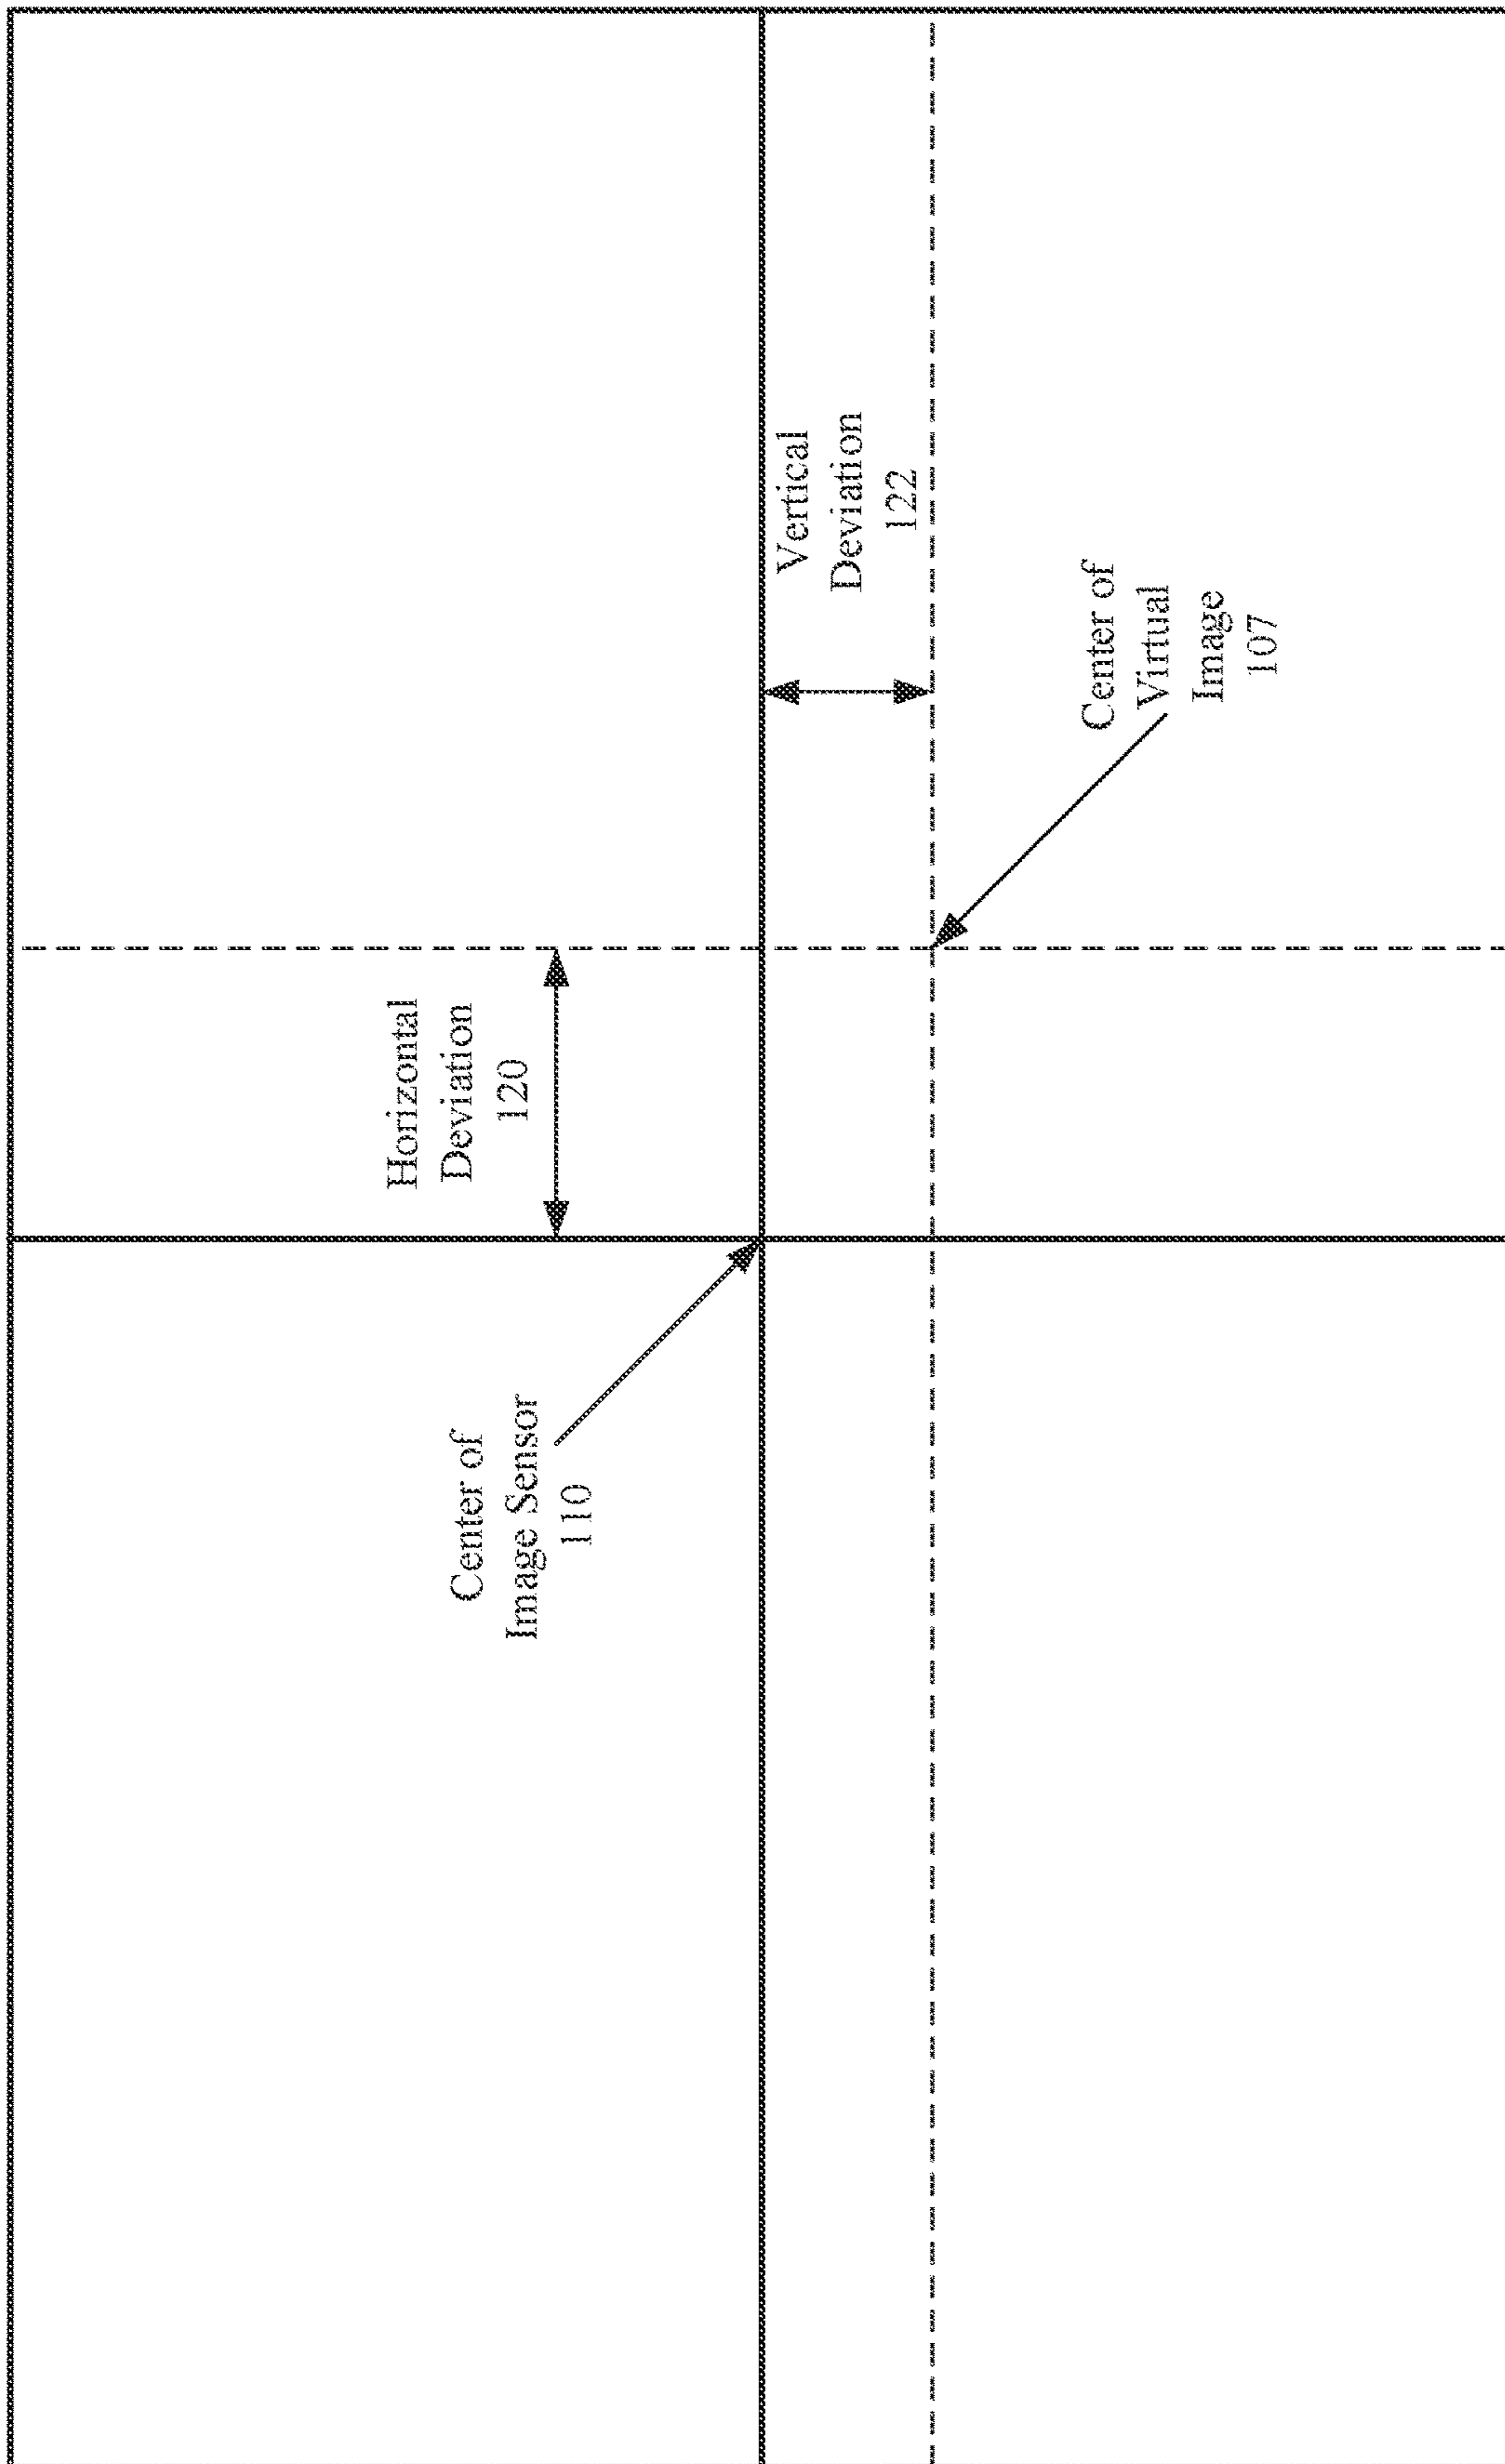 Center of
Image Sensor
110
Horizontal
Deviation
120
Vertical
Deviation
122
Center of
Virtual
Image
107